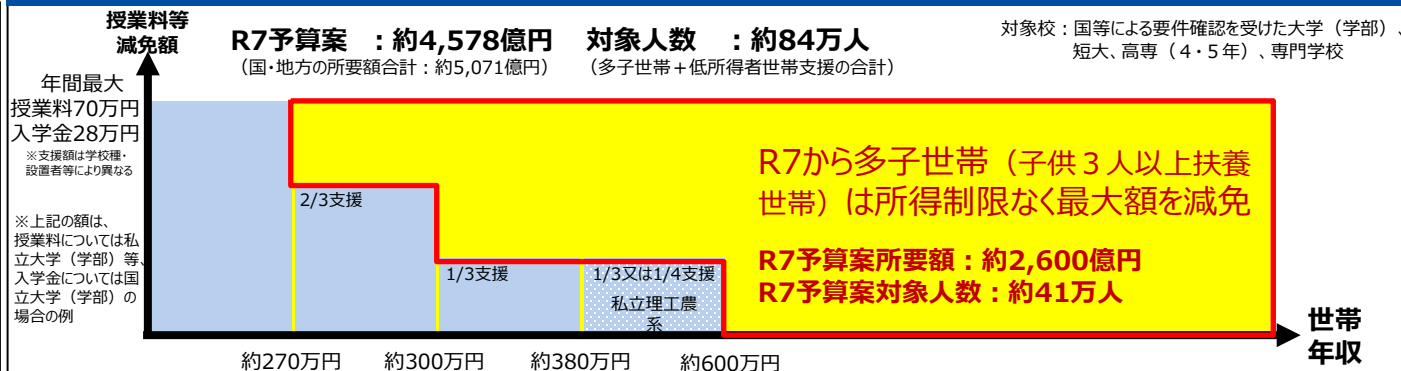 授業料等
減免額
R7予算案 ：約4,578億円 対象人数 ：約84万人
（国・地方の所要額合計：約5,071億円） （多子世帯＋低所得者世帯支援の合計）
対象校：国等による要件確認を受けた大学（学部）、
短大、高専（４・５年）、専門学校
年間最大
授業料70万円
入学金28万円
※支援額は学校種・
設置者等により異なる
※上記の額は、
授業料については私
立大学（学部）等、
入学金については国
立大学（学部）の
場合の例
2/3支援
1/3支援
1/3又は1/4支援
私立理工農
系
R7から多子世帯（子供３人以上扶養
世帯）は所得制限なく最大額を減免
R7予算案所要額：約2,600億円
R7予算案対象人数：約41万人
約270万円 約300万円 約380万円 約600万円
世帯
年収